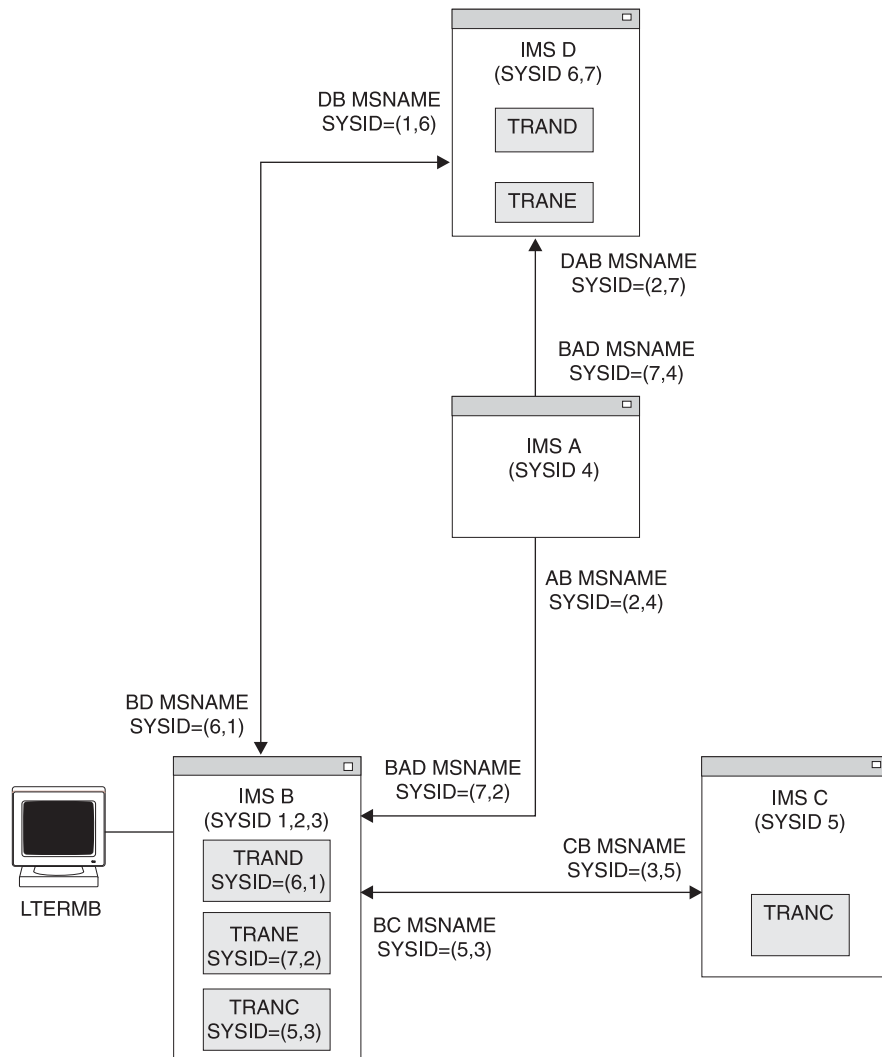 IMS D
(SYSID 6,7)
DB MSNAME
SYSID=(1,6)
TRAND
TRANE
DAB MSNAME
SYSID=(2,7)
BAD MSNAME
SYSID=(7,4)
IMS A
(SYSID 4)
AB MSNAME
SYSID=(2,4)
BD MSNAME
SYSID=(6,1)
BAD MSNAME
SYSID=(7,2)
LTERMB
IMS B
(SYSID 1,2,3)
TRAND
SYSID=(6,1)
TRANE
SYSID=(7,2)
TRANC
SYSID=(5,3)
CB MSNAME
SYSID=(3,5)
BC MSNAME
SYSID=(5,3)
IMS C
(SYSID 5)
TRANC